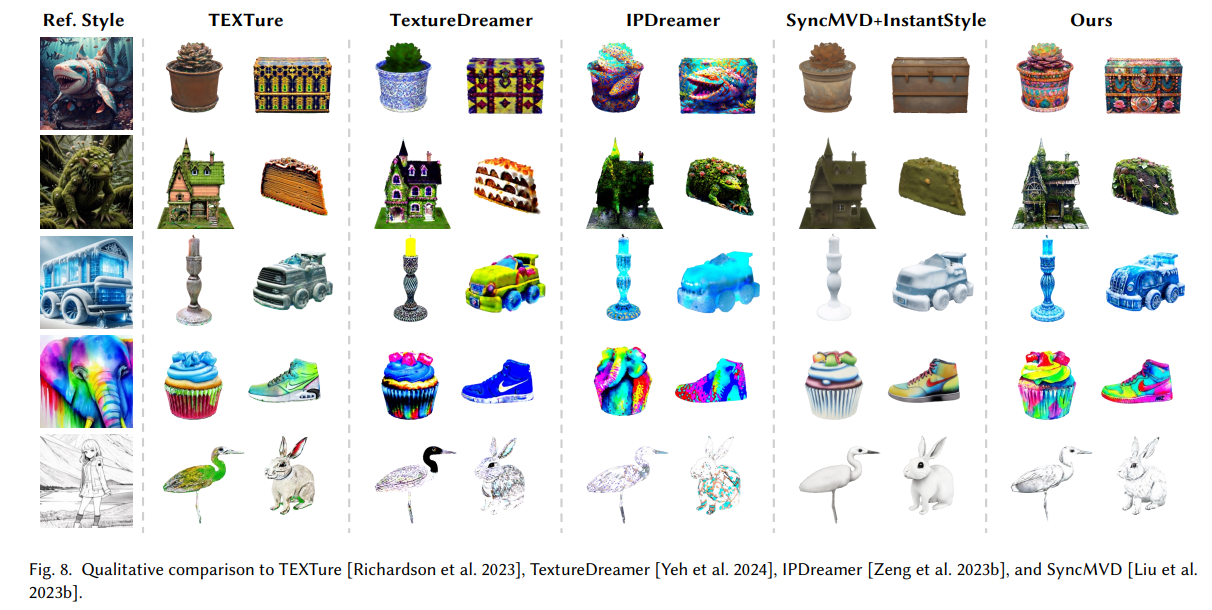 Ref. Style TEXTure TextureDreamer IPDreamer SyncMVD+InstantStyle Ours
Fig. 8. Qualitative comparison to TEXTure [Richardson et al. 2023], TextureDreamer [Yeh et al. 2024], IPDreamer [Zeng et al. 2023b], and SyncMVD [Liu et al.
2023b].